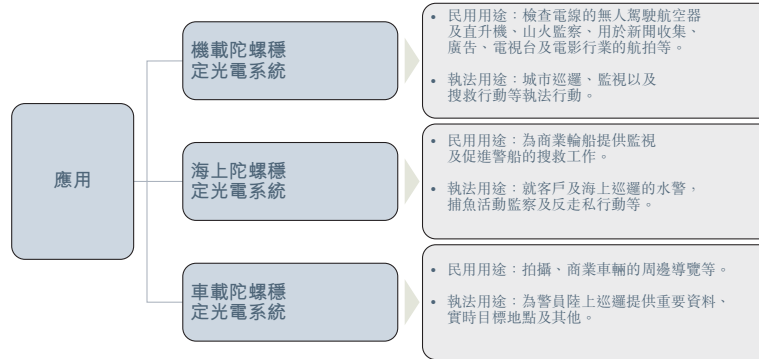 應用
機載陀螺穩
定光電系統
• 民用用途：檢查電線的無人駕駛航空器
及直升機、山火監察、用於新聞收集、
廣告、電視台及電影行業的航拍等。
• 執法用途：城市巡邏、監視以及
搜救行動等執法行動。
海上陀螺穩
定光電系統
• 民用用途：為商業輪船提供監視
及促進警船的搜救工作。
• 執法用途：就客戶及海上巡邏的水警，
捕魚活動監察及反走私行動等。
車載陀螺穩
定光電系統
• 民用用途：拍攝、商業車輛的周邊導覽等。
• 執法用途：為警員陸上巡邏提供重要資料、
實時目標地點及其他。